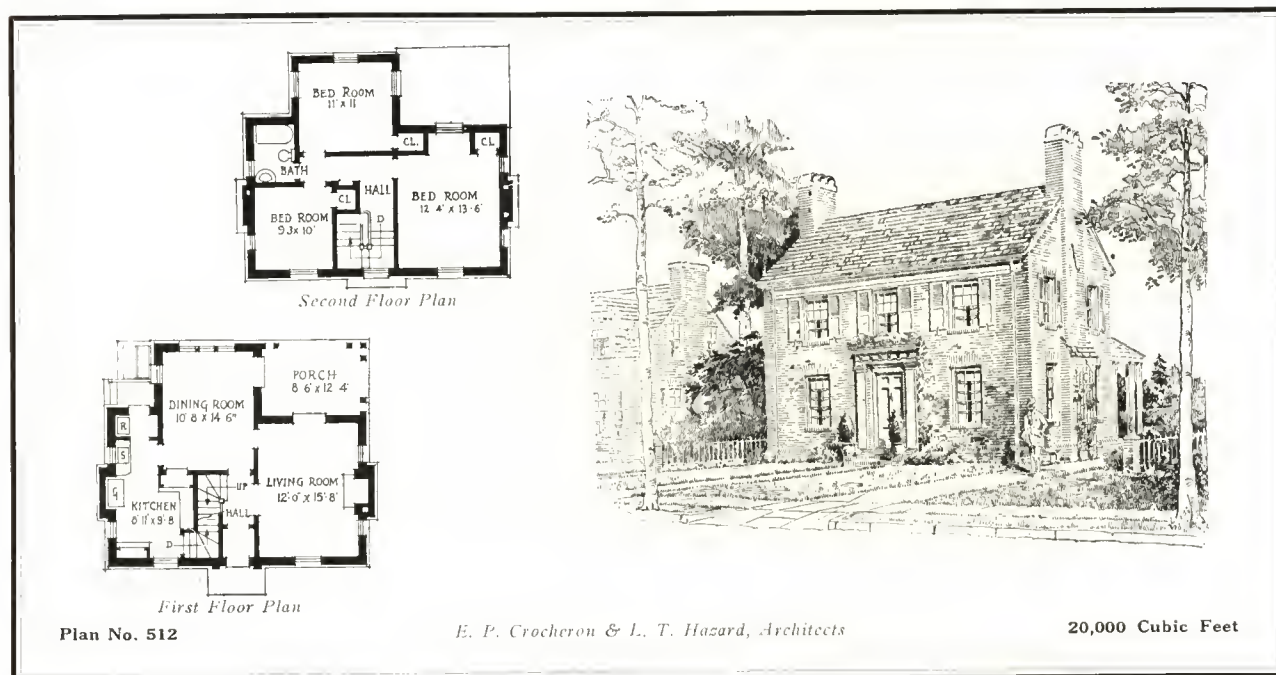 BED ROOM
11' x 11
CL.
CL.
BATH
HALL
BED ROOM
12' 4" x 13' 6"
CL
BED ROOM
9'3 x 10'
D
Second Floor Plan
PORCH
8' 6" x 12' 4"
DINING ROOM
10' 8 x 14' 6"
R
S
UP
LIVING ROOM
12'-0" x 15' 8"
KITCHEN
8' 11" x 9' 8
HALL
D
First Floor Plan
Plan No. 512
E. P. Crocheron & L. T. Hazard, Architects
20,000 Cubic Feet